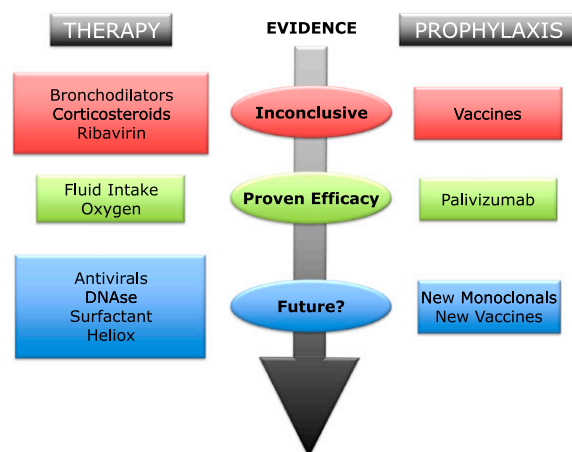 THERAPY
EVIDENCE
PROPHYLAXIS
Bronchodilators
Corticosteroids
Ribavirin
Inconclusive
Vaccines
Fluid Intake
Oxygen
Proven Efficacy
Palivizumab
Antivirals
DNAse
Surfactant
Heliox
Future?
New Monoclonals
New Vaccines